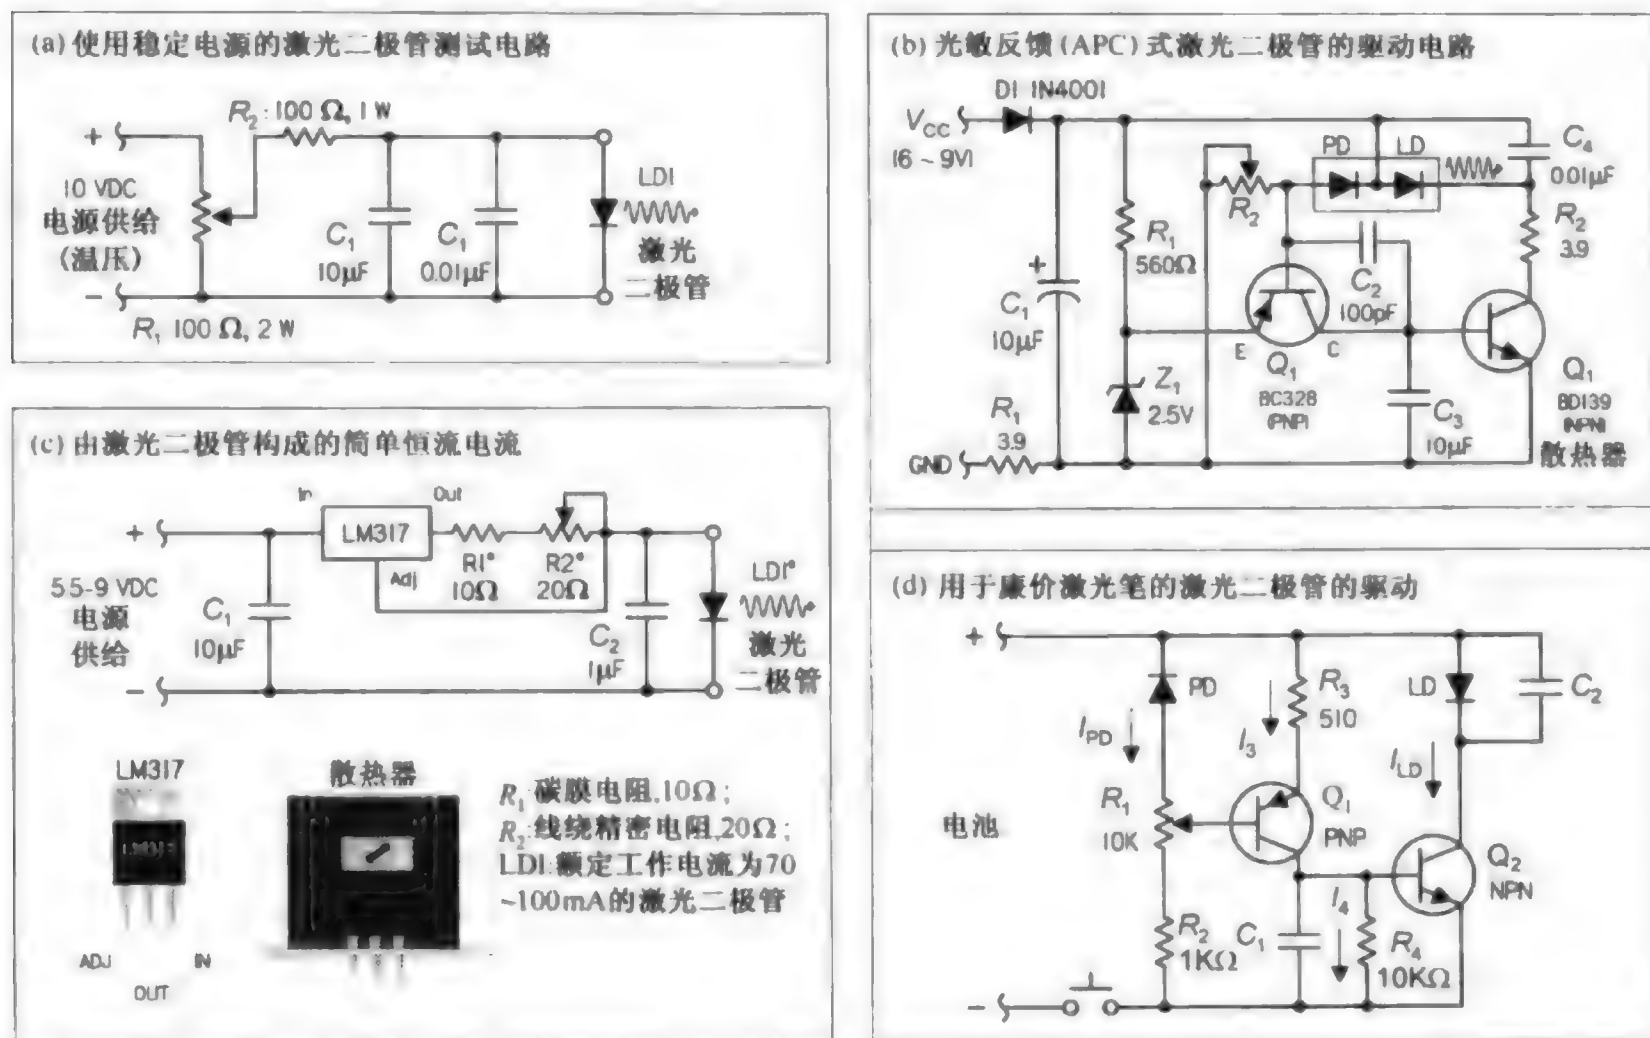 (a) 使用稳定电源的激光二极管测试电路
R₂: 100 Ω, 1 W
+
10 VDC
电源供给
(温压)
−
R₁ 100 Ω, 2 W
C₁
10μF
C₁
0.01μF
LD1
激光
二极管
(b) 光敏反馈(APC)式激光二极管的驱动电路
D1 1N4001
V_CC
(6 ~ 9V)
PD
LD
C₄
0.01μF
R₂
R₂
3.9
R₁
560Ω
+
C₁
10μF
C₂
100pF
E
C
Q₁
BC328
(PNP)
Z₁
2.5V
R₁
3.9
GND
C₃
10μF
Q₁
BD139
(NPN)
散热器
(c) 由激光二极管构成的简单恒流电流
In
Out
LM317
Adj
+
5.5-9 VDC
电源
供给
−
C₁
10μF
R1*
10Ω
R2*
20Ω
C₂
1μF
LD1*
激光
二极管
LM317
LM317
ADJ
OUT
IN
散热器
R₁ 碳膜电阻,10Ω;
R₂:线绕精密电阻,20Ω;
LD1:额定工作电流为70
~100mA的激光二极管
(d) 用于廉价激光笔的激光二极管的驱动
+
电池
−
PD
I_PD
R₁
10K
R₂
1KΩ
I₃
R₃
510
Q₁
PNP
C₁
I₄
R₄
10KΩ
LD
C₂
I_LD
Q₂
NPN